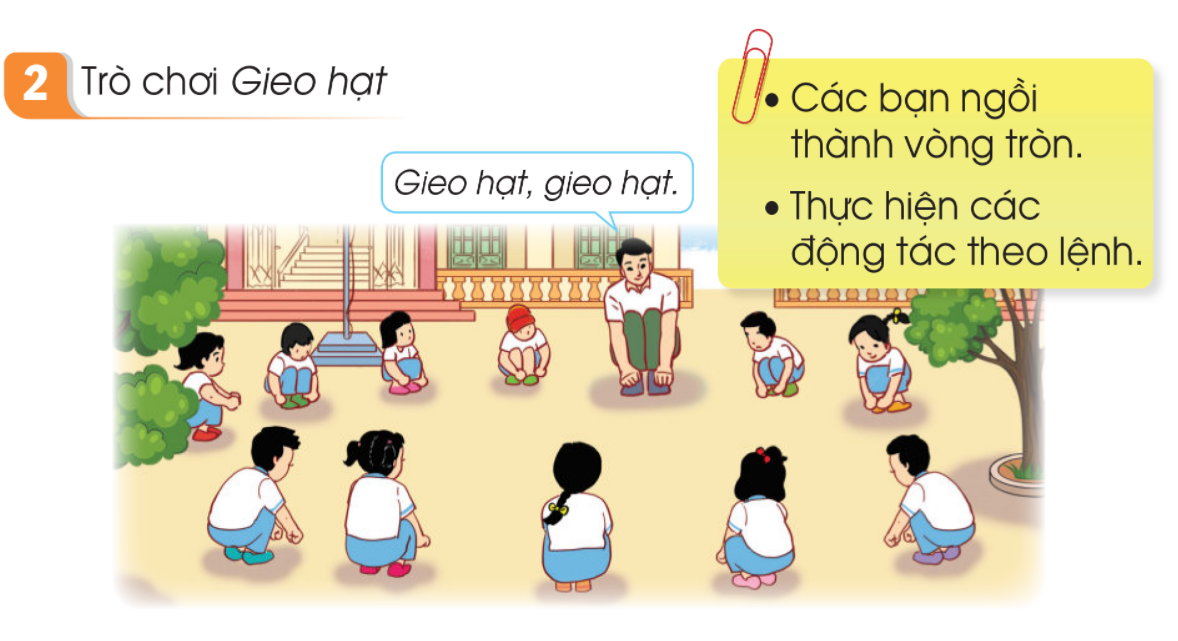 2 Trò chơi Gieo hạt
• Các bạn ngồi
thành vòng tròn.
• Thực hiện các
động tác theo lệnh.
Gieo hạt, gieo hạt.